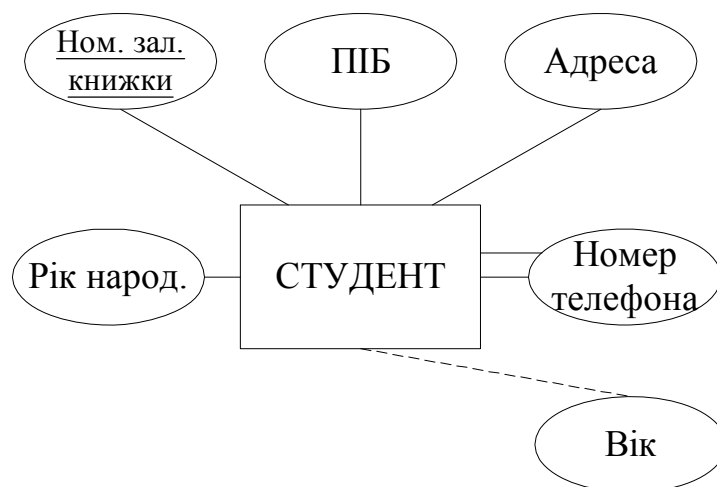 Ном. зал.
книжки
ПІБ
Адреса
Рік народ.
СТУДЕНТ
Номер
телефона
Вік